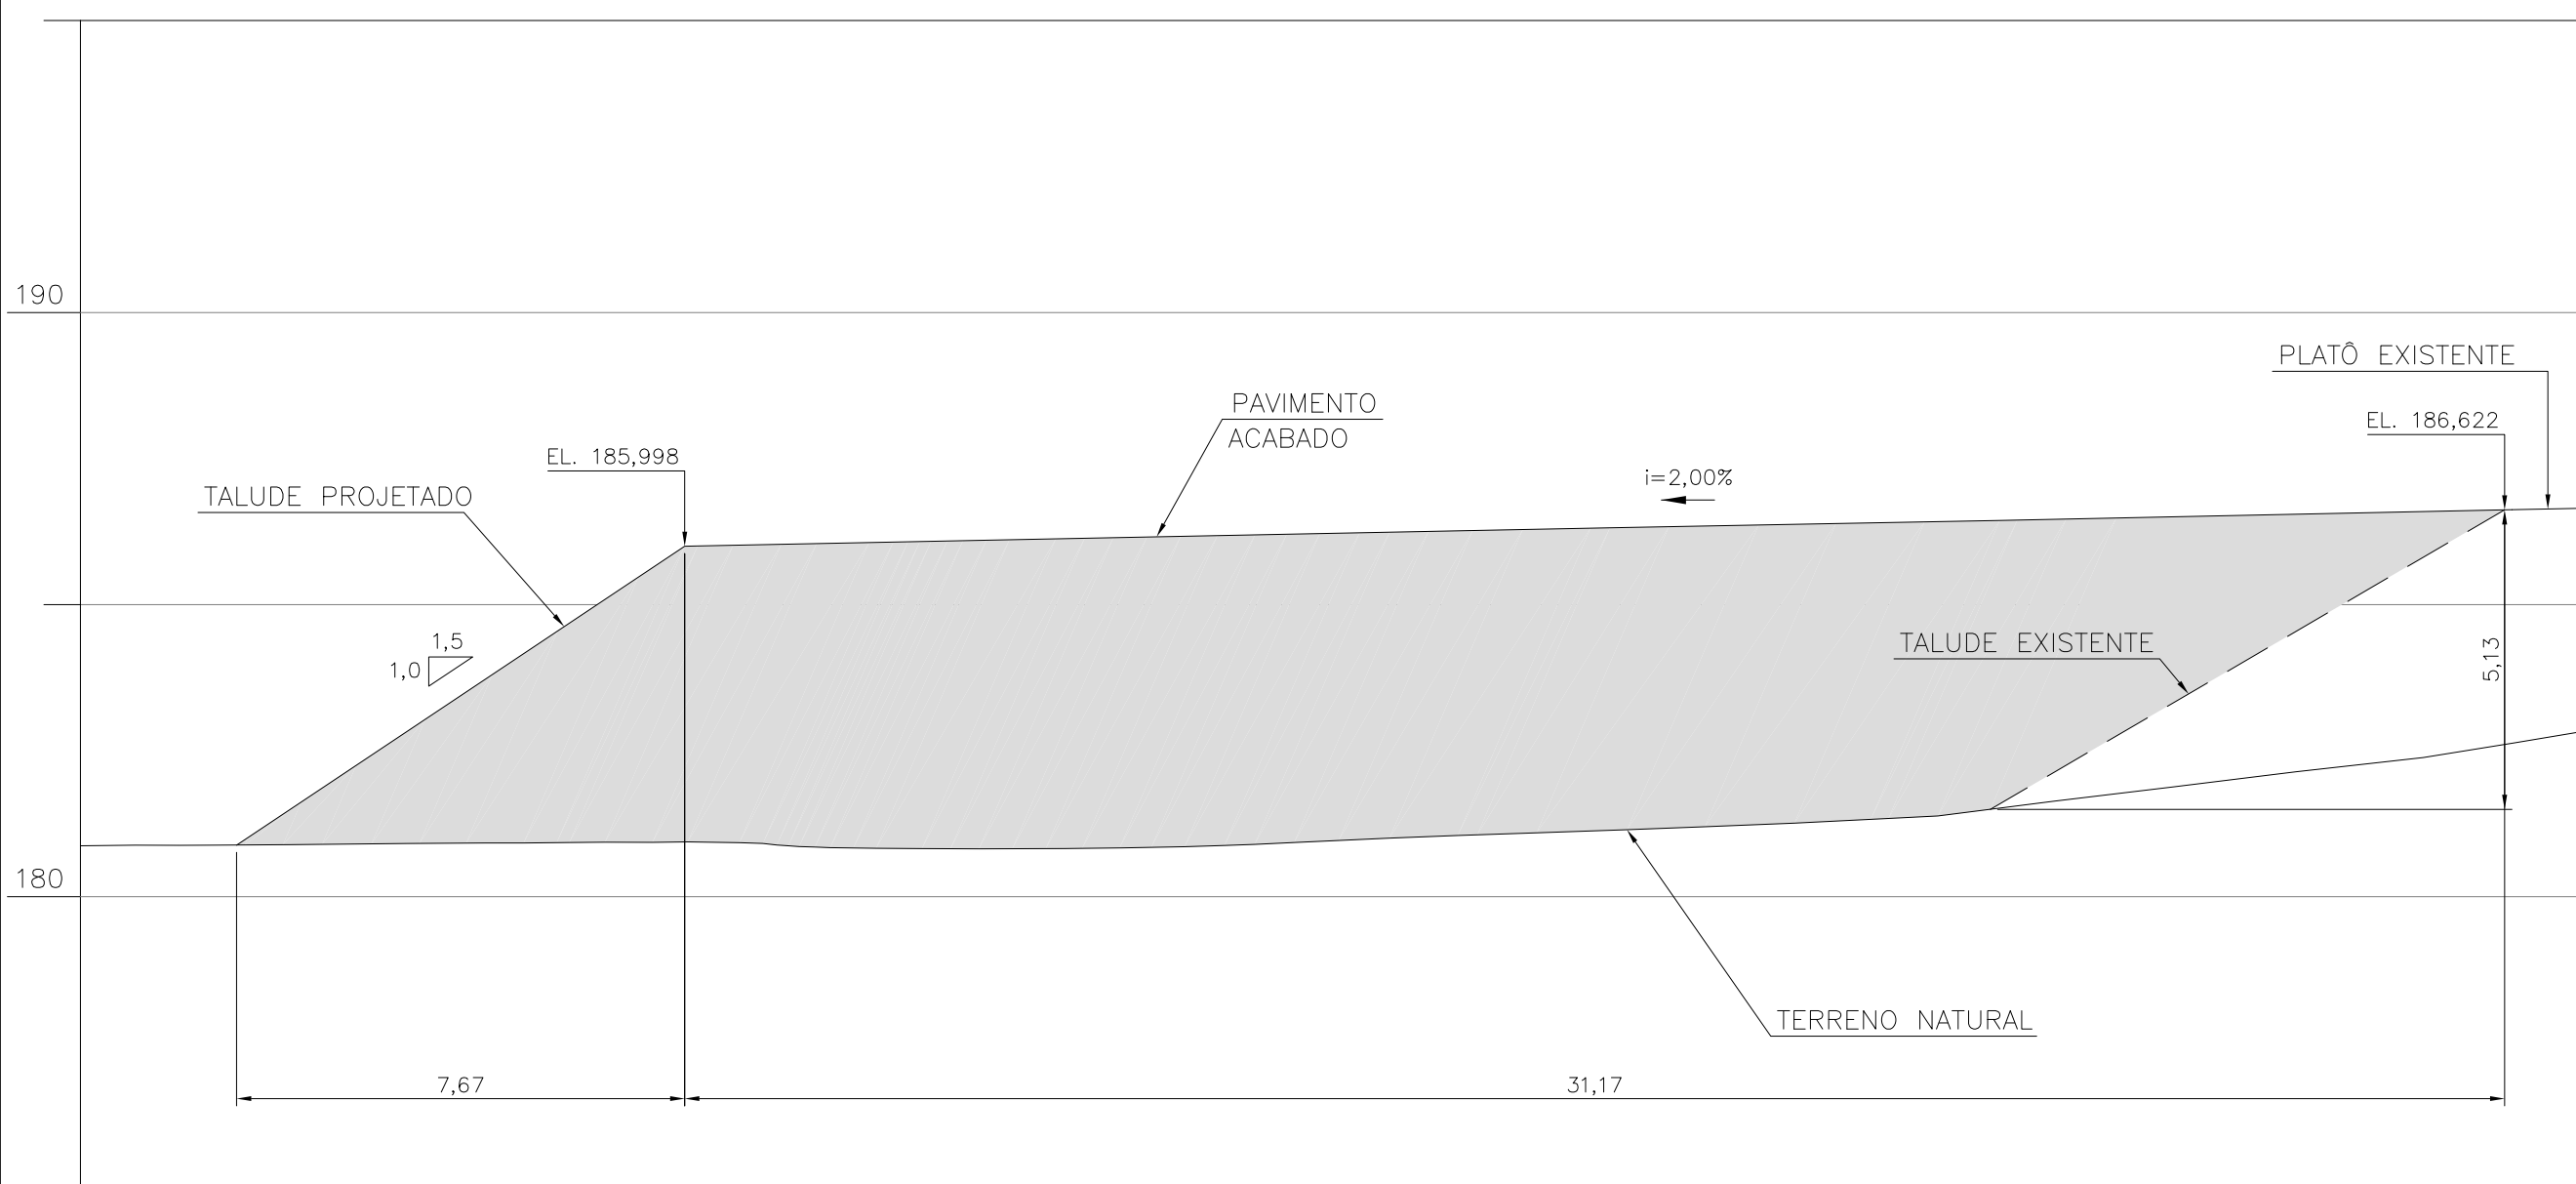 190
PLATÔ EXISTENTE
PAVIMENTO
ACABADO
EL. 186,622
EL. 185,998
i=2,00%
TALUDE PROJETADO
1,5
1,0
TALUDE EXISTENTE
5,13
180
TERRENO NATURAL
7,67
31,17